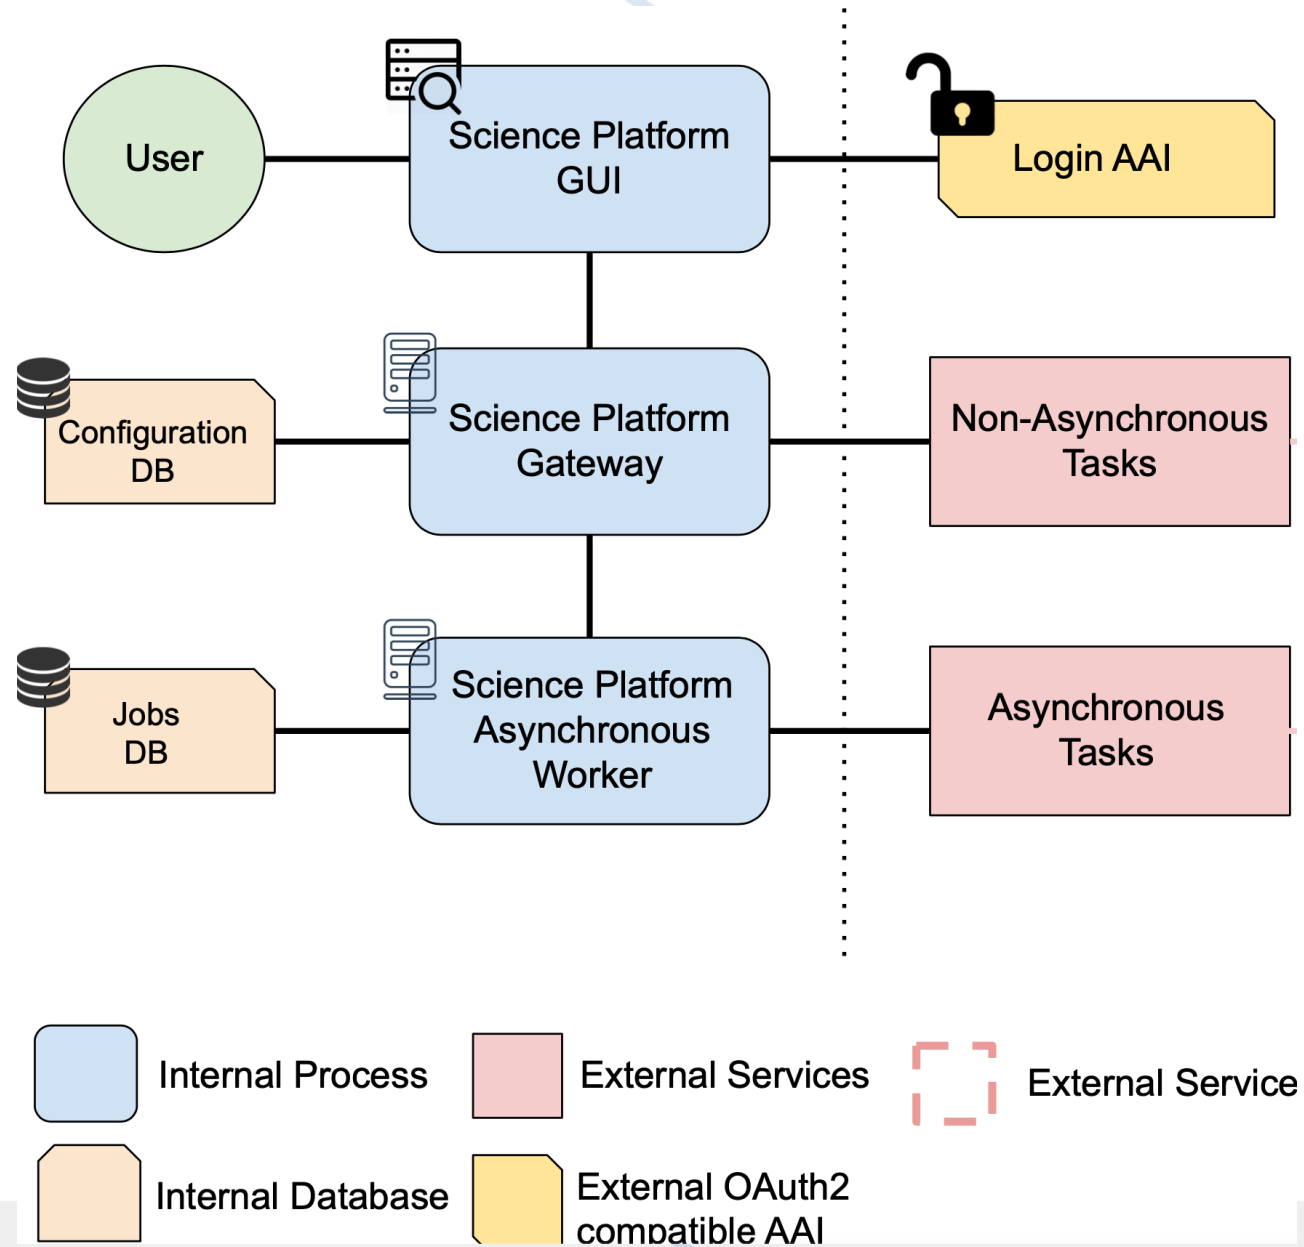 User
Science Platform
GUI
Login AAI
Configuration
DB
Science Platform
Gateway
Non-Asynchronous
Tasks
Jobs
DB
Science Platform
Asynchronous
Worker
Asynchronous
Tasks
Internal Process
External Services
External Service
Internal Database
External OAuth2
compatible AAI